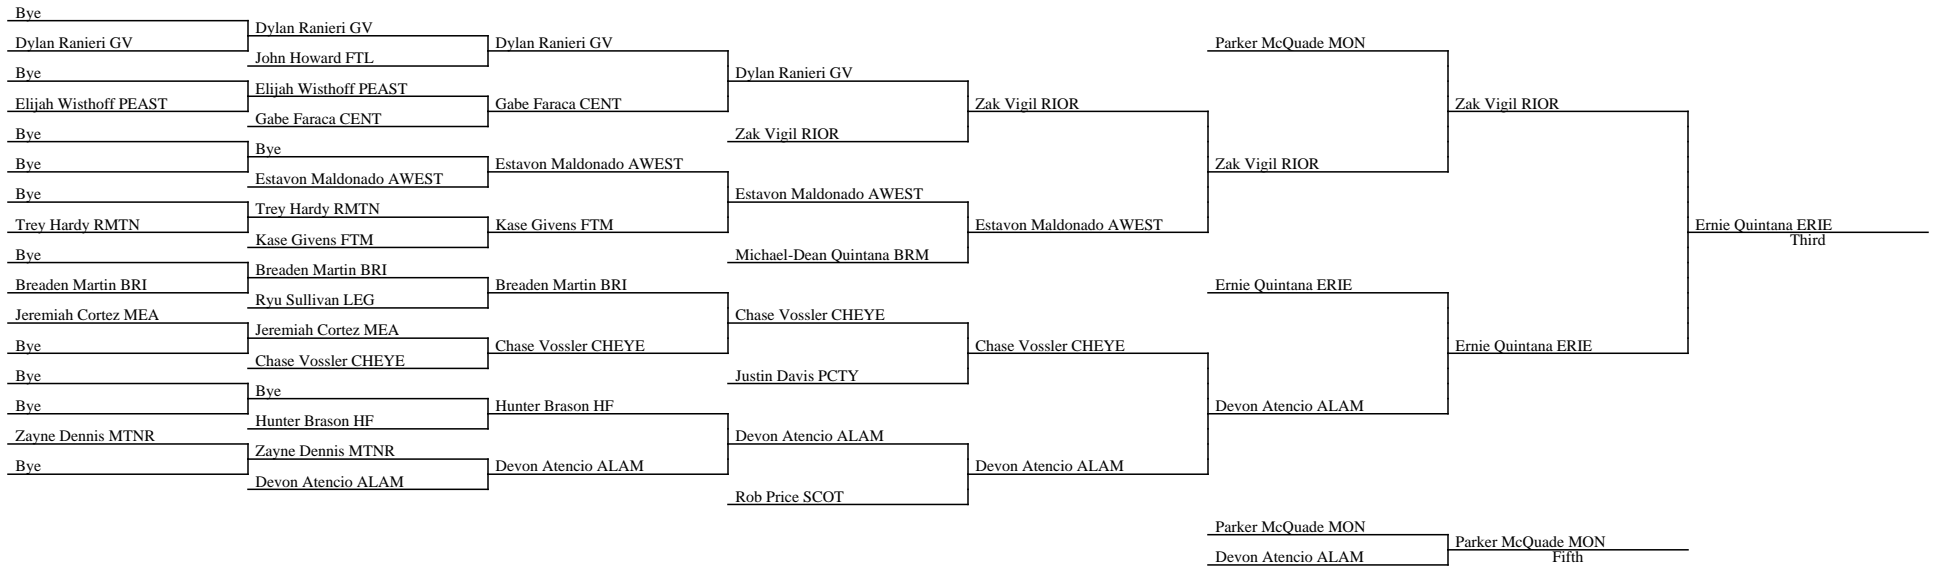 Bye
Dylan Ranieri GV
Bye
Elijah Wisthoff PEAST
Bye
Bye
Bye
Trey Hardy RMTN
Bye
Breaden Martin BRI
Jeremiah Cortez MEA
Bye
Bye
Bye
Zayne Dennis MTNR
Bye
Dylan Ranieri GV
John Howard FTL
Elijah Wisthoff PEAST
Gabe Faraca CENT
Bye
Estavon Maldonado AWEST
Trey Hardy RMTN
Kase Givens FTM
Breaden Martin BRI
Ryu Sullivan LEG
Jeremiah Cortez MEA
Chase Vossler CHEYE
Bye
Hunter Brason HF
Zayne Dennis MTNR
Devon Atencio ALAM
Dylan Ranieri GV
Gabe Faraca CENT
Estavon Maldonado AWEST
Kase Givens FTM
Breaden Martin BRI
Chase Vossler CHEYE
Hunter Brason HF
Devon Atencio ALAM
Dylan Ranieri GV
Zak Vigil RIOR
Estavon Maldonado AWEST
Michael-Dean Quintana BRM
Chase Vossler CHEYE
Justin Davis PCTY
Devon Atencio ALAM
Rob Price SCOT
Zak Vigil RIOR
Estavon Maldonado AWEST
Chase Vossler CHEYE
Devon Atencio ALAM
Parker McQuade MON
Zak Vigil RIOR
Ernie Quintana ERIE
Devon Atencio ALAM
Zak Vigil RIOR
Ernie Quintana ERIE
Ernie Quintana ERIE
Third
Parker McQuade MON
Devon Atencio ALAM
Parker McQuade MON
Fifth